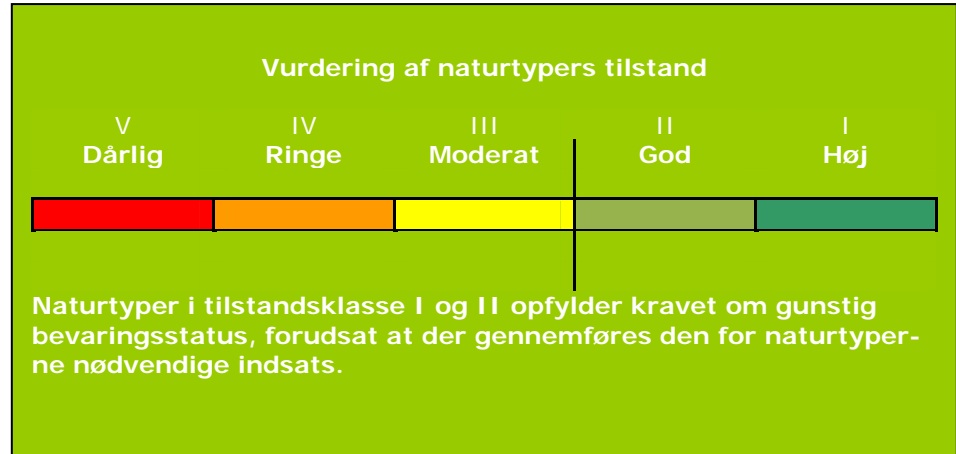 Vurdering af naturtypers tilstand
V IV III II I
Dårlig Ringe Moderat God Høj
Naturtyper i tilstandsklasse I og II opfylder kravet om gunstig
bevaringsstatus, forudsat at der gennemføres den for naturtyper-
ne nødvendige indsats.